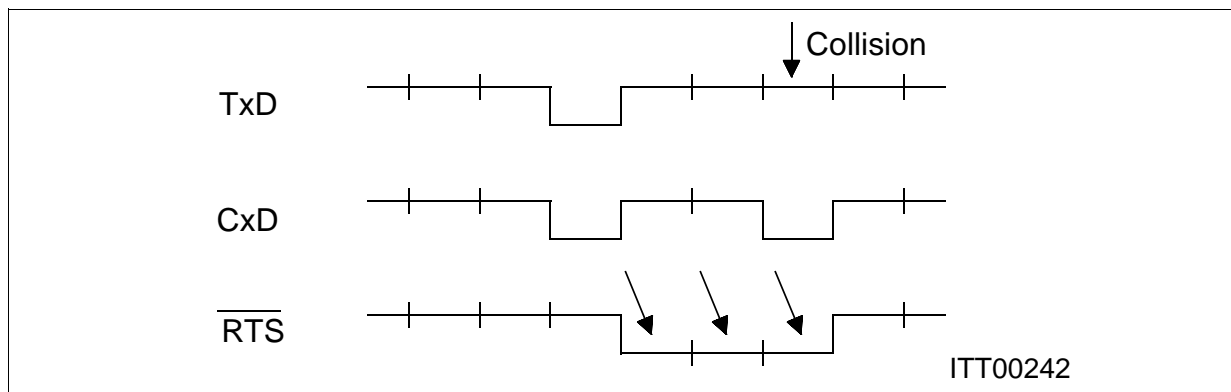 Collision
TxD
CxD
RTS
ITT00242